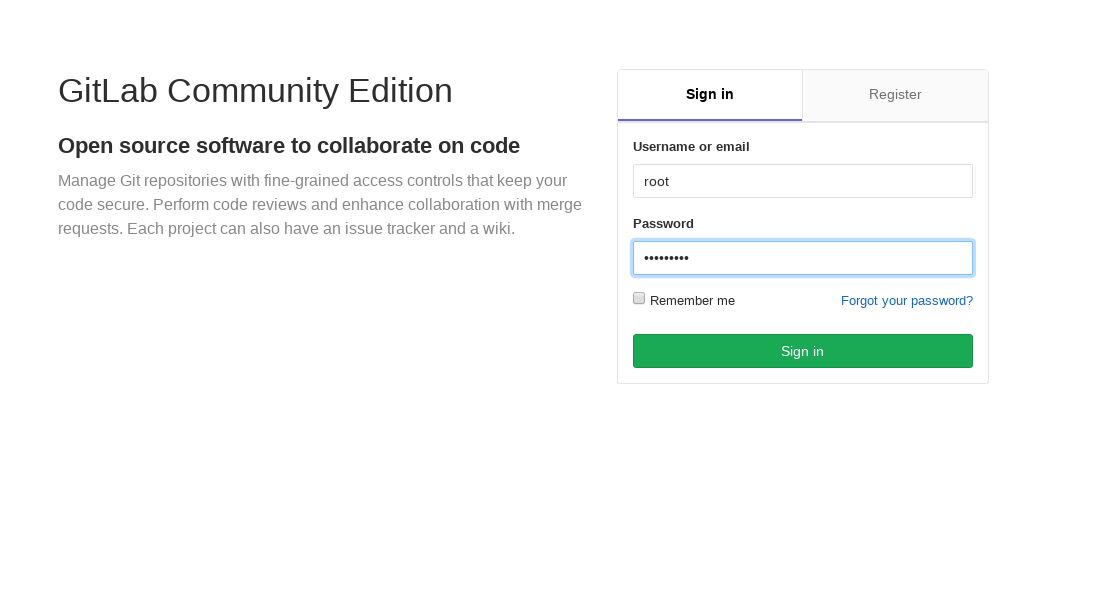 GitLab Community Edition
Open source software to collaborate on code
Manage Git repositories with fine-grained access controls that keep your
code secure. Perform code reviews and enhance collaboration with merge
requests. Each project can also have an issue tracker and a wiki.
Sign in
Register
Username or email
root
Password
•••••••••
Remember me
Forgot your password?
Sign in